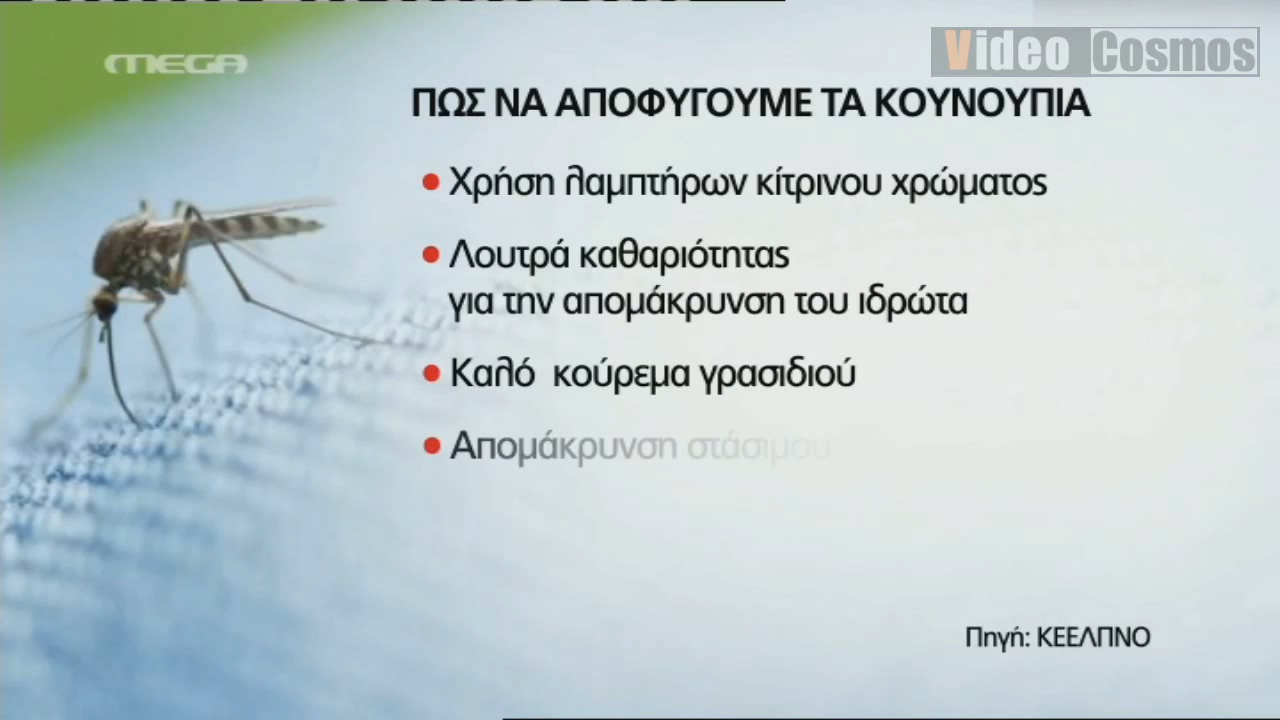 MEGA
Video Cosmos
ΠΩΣ ΝΑ ΑΠΟΦΥΓΟΥΜΕ ΤΑ ΚΟΥΝΟΥΠΙΑ
• Χρήση λαμπτήρων κίτρινου χρώματος
• Λουτρά καθαριότητας
για την απομάκρυνση του ιδρώτα
• Καλό κούρεμα γρασιδιού
• Απομάκρυνση στάσιμου
Πηγή: ΚΕΕΛΠΝΟ